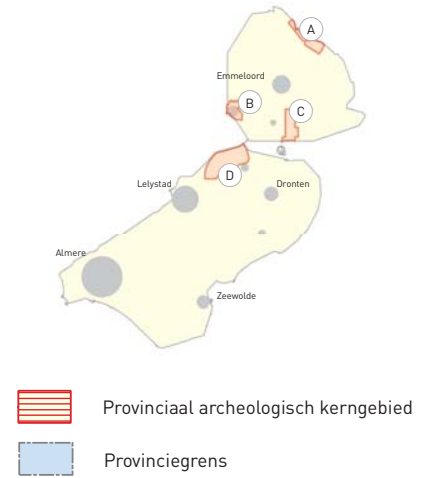 A
Emmeloord
B
C
D
Lelystad
Dronten
Almere
Zeewolde
Provinciaal archeologisch kerngebied
Provinciegrens